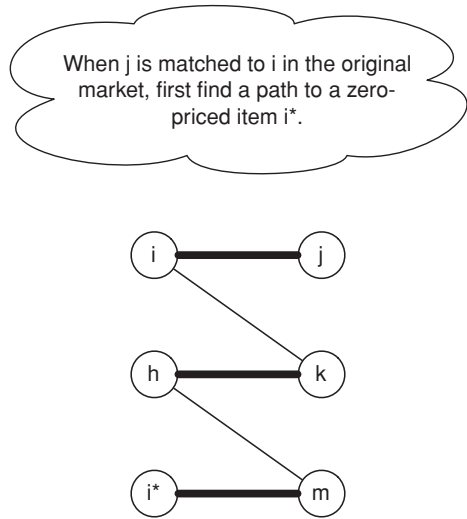 When j is matched to i in the original
market, first find a path to a zero-
priced item i*.
i
j
h
k
i*
m